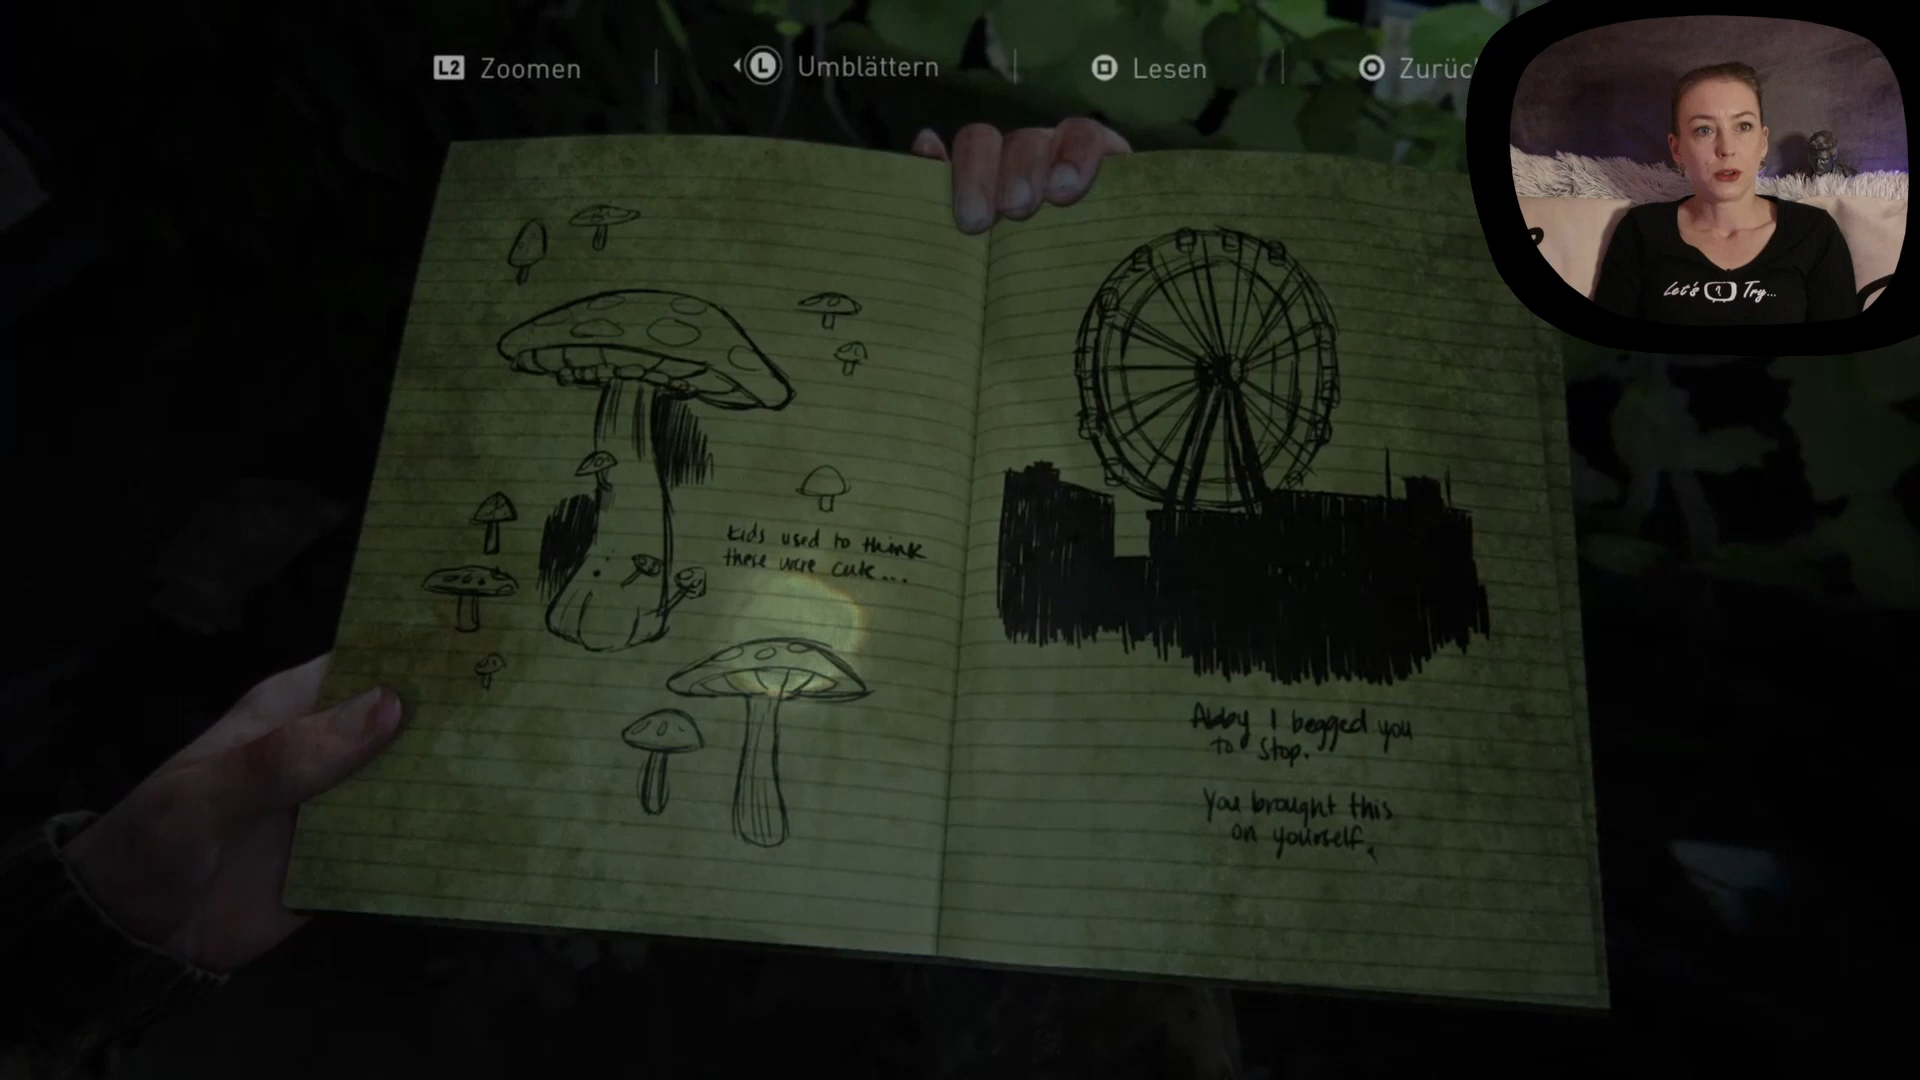 L2 Zoomen
L Umblättern
Lesen
Zurüc
Let's Try...
Kids used to think
these were cute...
Abby I begged you
to stop.
You brought this
on yourself.